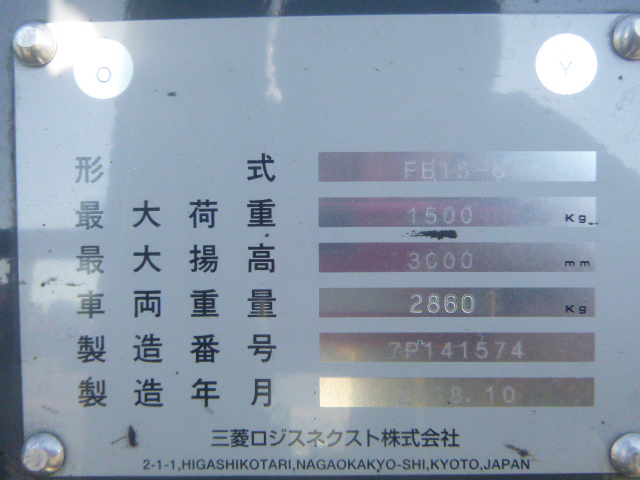 O Y
形式 FB15-8
最大荷重 1500 Kg
最大揚高 3000 mm
車両重量 2860 Kg
製造番号 7P141574
製造年月 18.10
三菱ロジスネクスト株式会社
2-1-1,HIGASHIKOTARI,NAGAOKAKYO-SHI,KYOTO,JAPAN